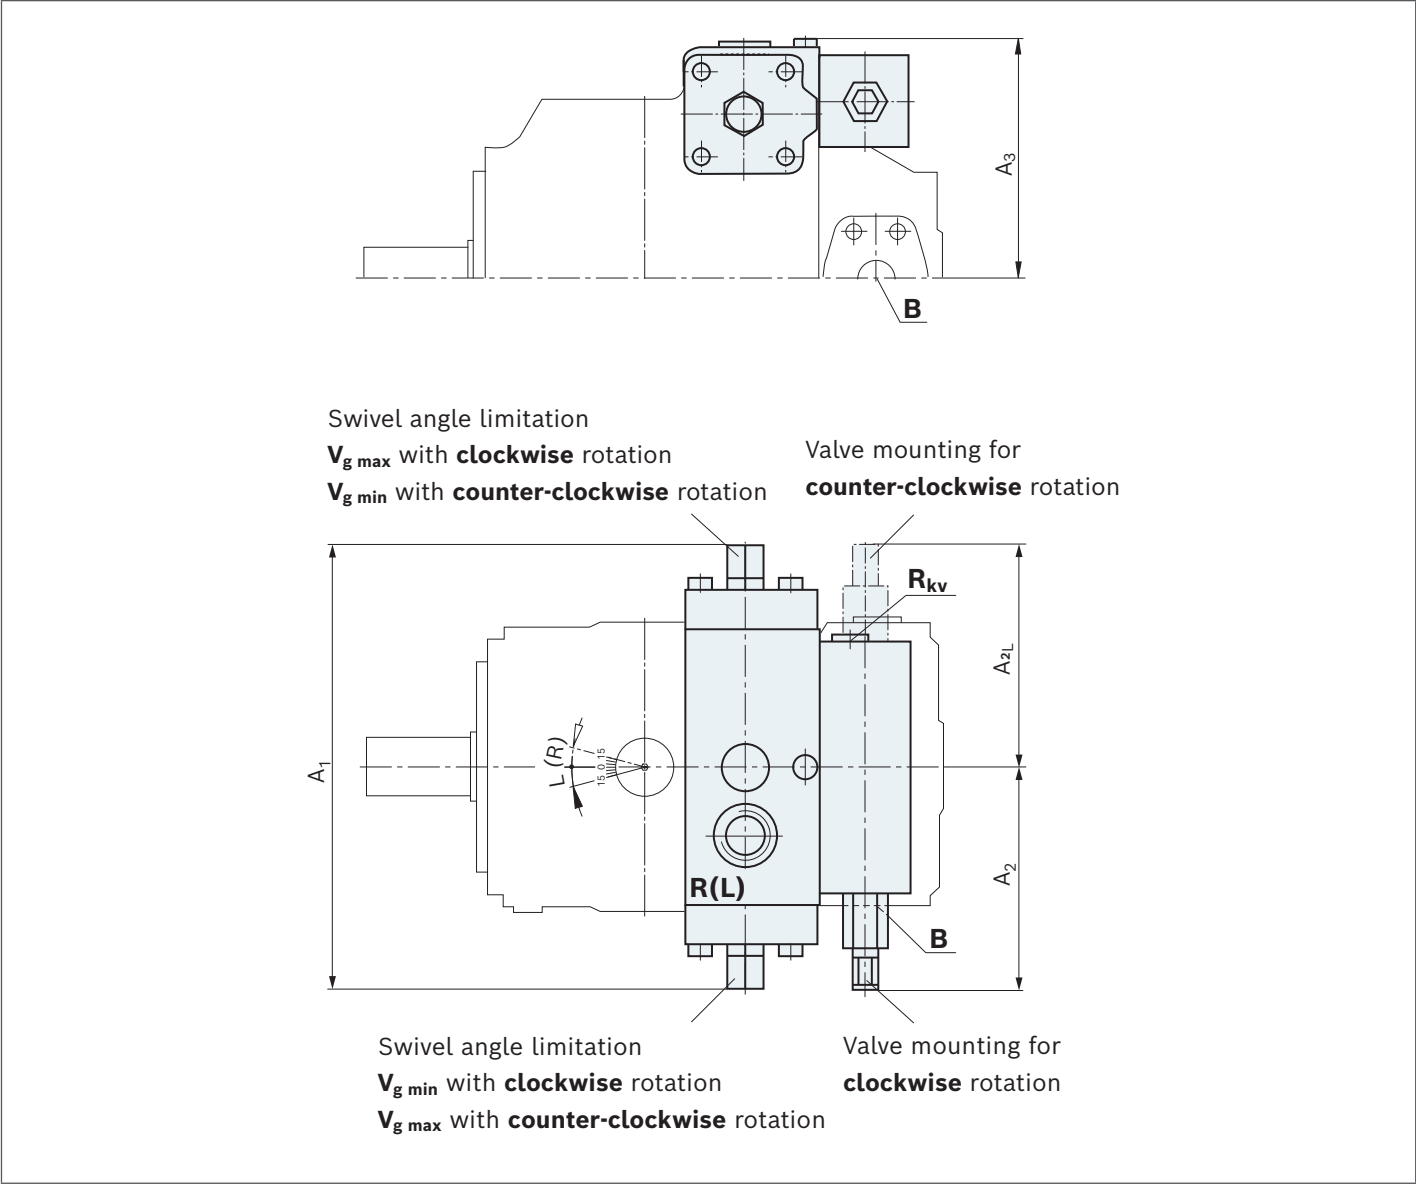 A3
B
Swivel angle limitation
Vg max with clockwise rotation
Vg min with counter-clockwise rotation
Valve mounting for
counter-clockwise rotation
Rkv
A2L
A1
L (R)
15 0 15
A2
R(L)
B
Swivel angle limitation
Vg min with clockwise rotation
Vg max with counter-clockwise rotation
Valve mounting for
clockwise rotation